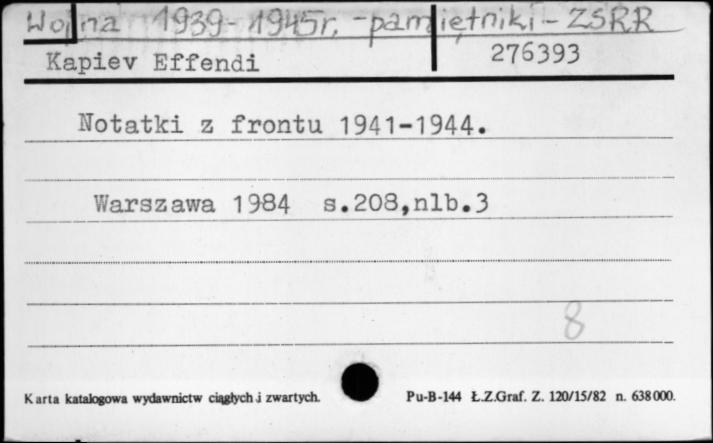 Wojna 1939-1945r. - pamiętniki - ZSRR
Kapiev Effendi 276393
Notatki z frontu 1941-1944.
Warszawa 1984 s.208,nlb.3
8
Karta katalogowa wydawnictw ciągłych i zwartych. Pu-B-144 Ł.Z.Graf. Z. 120/15/82 n. 638000.